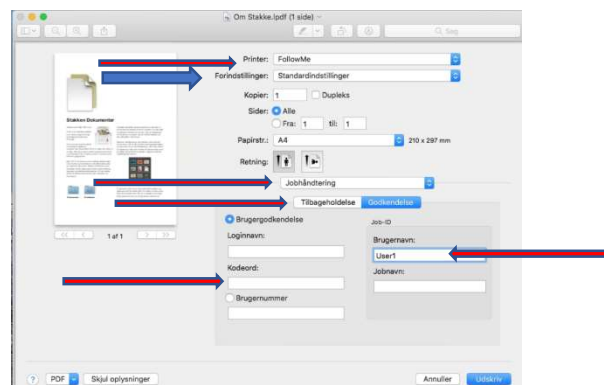 Om Stakke.lpdf (1 side)
Søg
Printer: FollowMe
Forindstillinger: Standardindstillinger
Kopier: 1 Dupleks
Sider: Alle
Fra: 1 til: 1
Papirstr.: A4 210 x 297 mm
Retning:
Jobhåndtering
Tilbageholdelse Godkendelse
Brugergodkendelse
Loginnavn:
Kodeord:
Brugernummer
Job-ID
Brugernavn:
User1
Jobnavn:
Stakken Dokumenter
1 af 1
? PDF Skjul oplysninger Annuller Udskriv